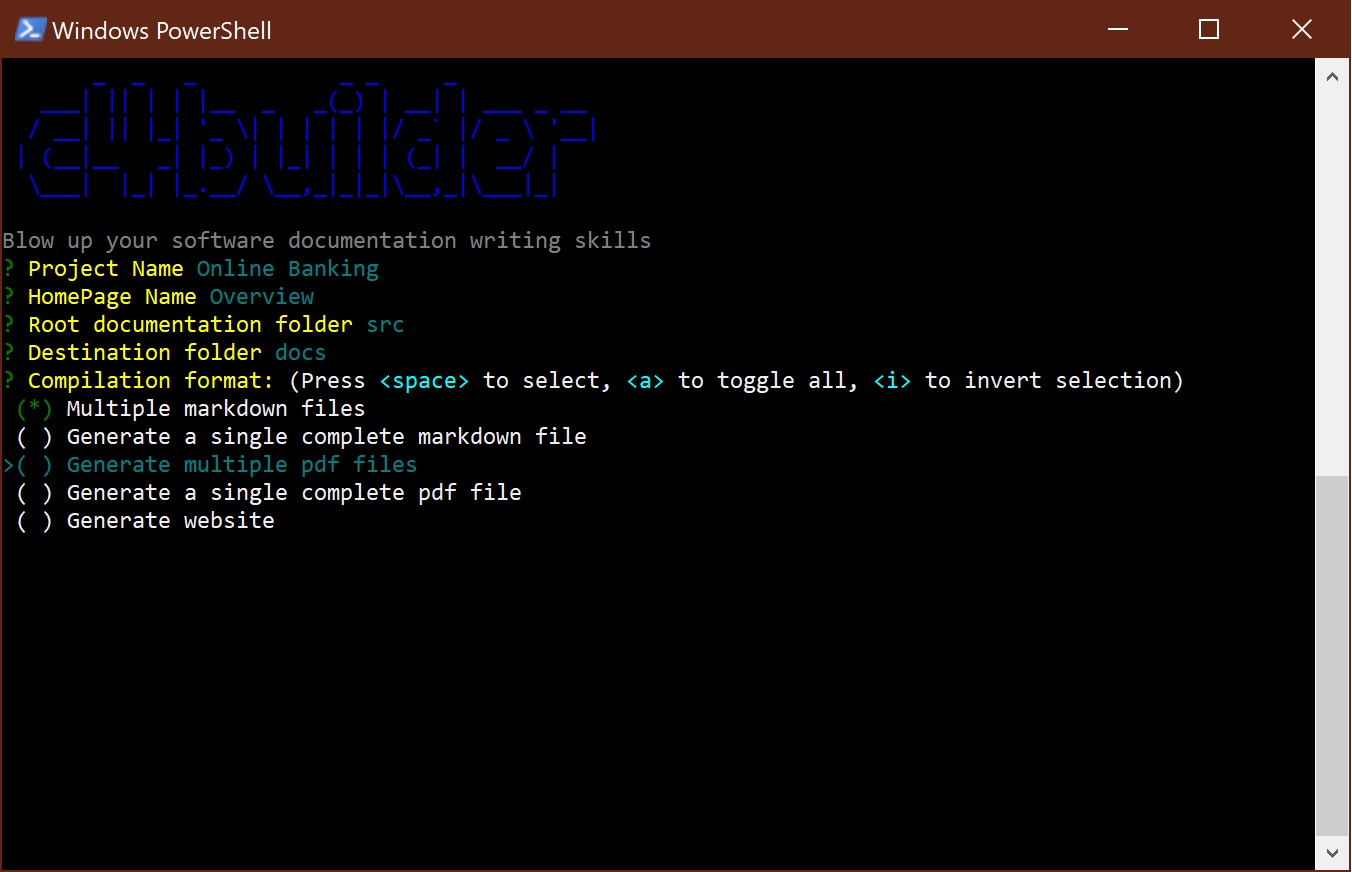 Windows PowerShell
c4builder
Blow up your software documentation writing skills
? Project Name Online Banking
? HomePage Name Overview
? Root documentation folder src
? Destination folder docs
? Compilation format: (Press <space> to select, <a> to toggle all, <i> to invert selection)
(*) Multiple markdown files
( ) Generate a single complete markdown file
>( ) Generate multiple pdf files
( ) Generate a single complete pdf file
( ) Generate website